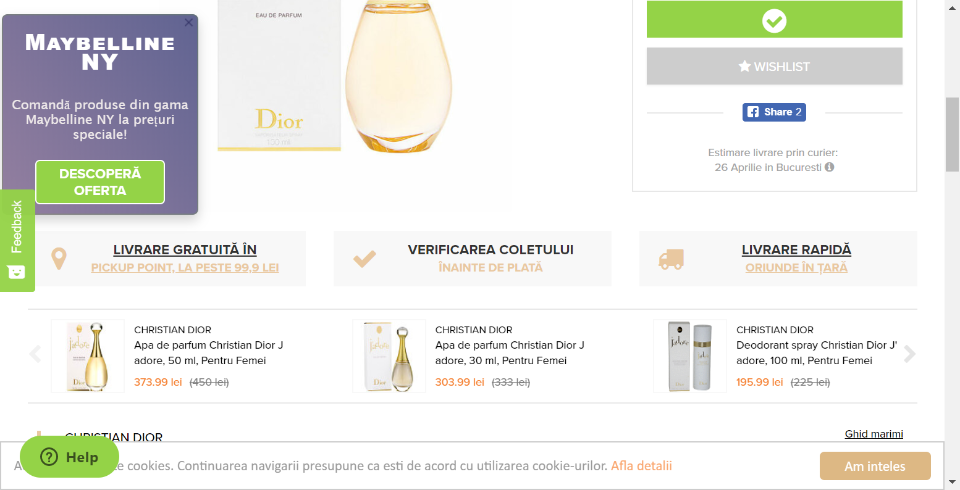 EAU DE PARFUM
Dior
100 ml
MAYBELLINE
NY
Comandă produse din gama
Maybelline NY la prețuri
speciale!
DESCOPERĂ
OFERTA
Feedback
WISHLIST
Share 2
Estimare livrare prin curier:
26 Aprilie in Bucuresti
LIVRARE GRATUITĂ ÎN
PICKUP POINT, LA PESTE 99,9 LEI
VERIFICAREA COLETULUI
ÎNAINTE DE PLATĂ
LIVRARE RAPIDĂ
ORIUNDE ÎN ȚARĂ
CHRISTIAN DIOR
Apa de parfum Christian Dior J
adore, 50 ml, Pentru Femei
373.99 lei (450 lei)
CHRISTIAN DIOR
Apa de parfum Christian Dior J
adore, 30 ml, Pentru Femei
303.99 lei (333 lei)
CHRISTIAN DIOR
Deodorant spray Christian Dior J'
adore, 100 ml, Pentru Femei
195.99 lei (225 lei)
CHRISTIAN DIOR
Ghid marimi
Help
cookies. Continuarea navigarii presupune ca esti de acord cu utilizarea cookie-urilor. Afla detalii
Am inteles